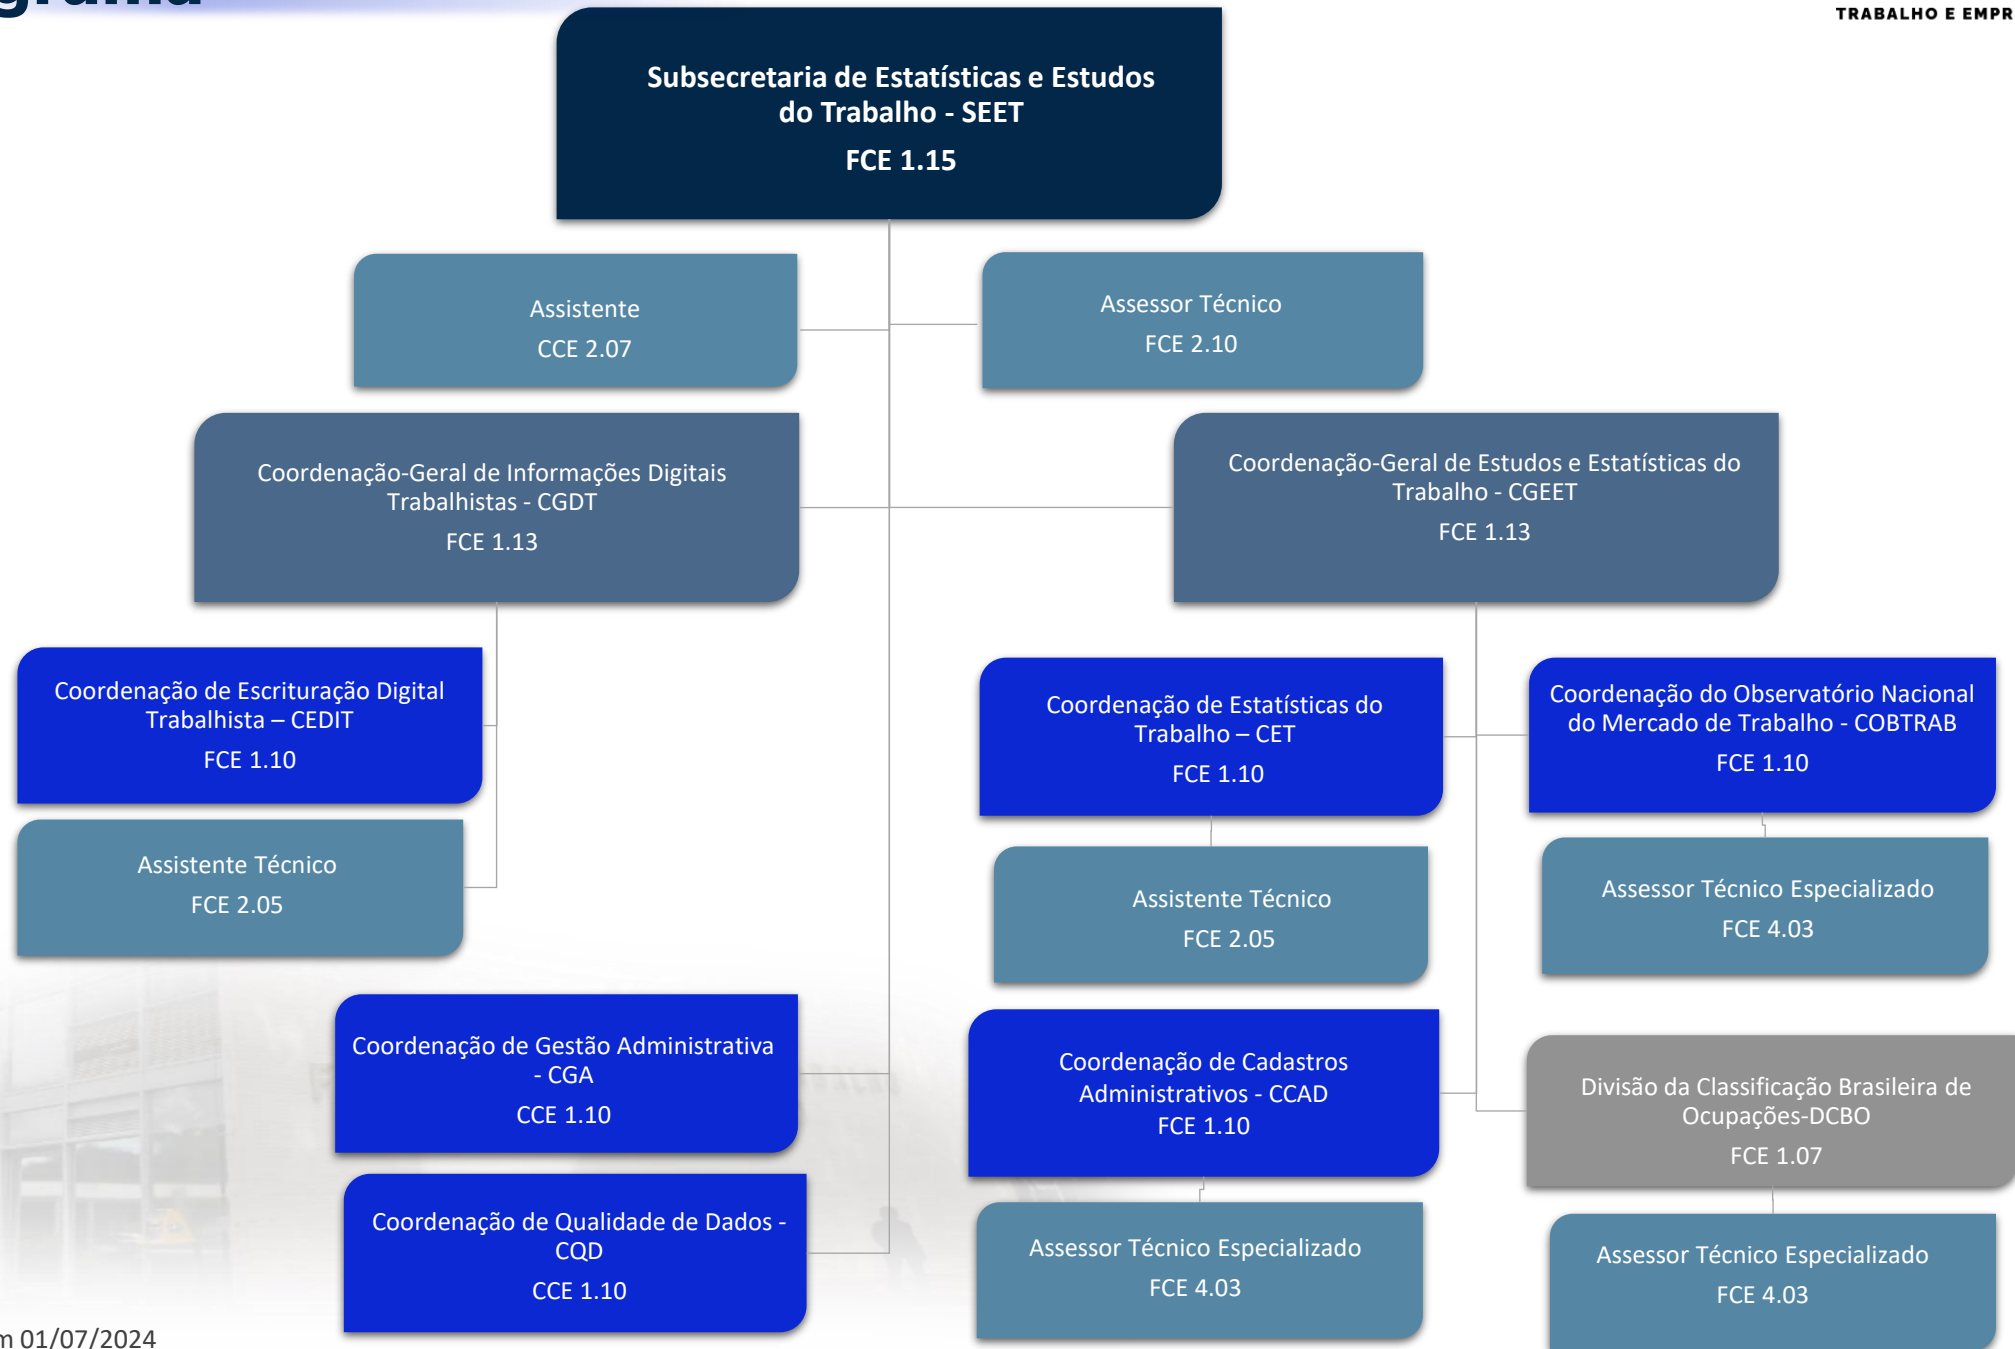 TRABALHO E EMPR
Subsecretaria de Estatísticas e Estudos
do Trabalho - SEET
FCE 1.15
Assistente
CCE 2.07
Assessor Técnico
FCE 2.10
Coordenação-Geral de Informações Digitais
Trabalhistas - CGDT
FCE 1.13
Coordenação-Geral de Estudos e Estatísticas do
Trabalho - CGEET
FCE 1.13
Coordenação de Escrituração Digital
Trabalhista – CEDIT
FCE 1.10
Coordenação de Estatísticas do
Trabalho – CET
FCE 1.10
Coordenação do Observatório Nacional
do Mercado de Trabalho - COBTRAB
FCE 1.10
Assistente Técnico
FCE 2.05
Assistente Técnico
FCE 2.05
Assessor Técnico Especializado
FCE 4.03
Coordenação de Gestão Administrativa
- CGA
CCE 1.10
Coordenação de Cadastros
Administrativos - CCAD
FCE 1.10
Divisão da Classificação Brasileira de
Ocupações-DCBO
FCE 1.07
Coordenação de Qualidade de Dados -
CQD
CCE 1.10
Assessor Técnico Especializado
FCE 4.03
Assessor Técnico Especializado
FCE 4.03
m 01/07/2024